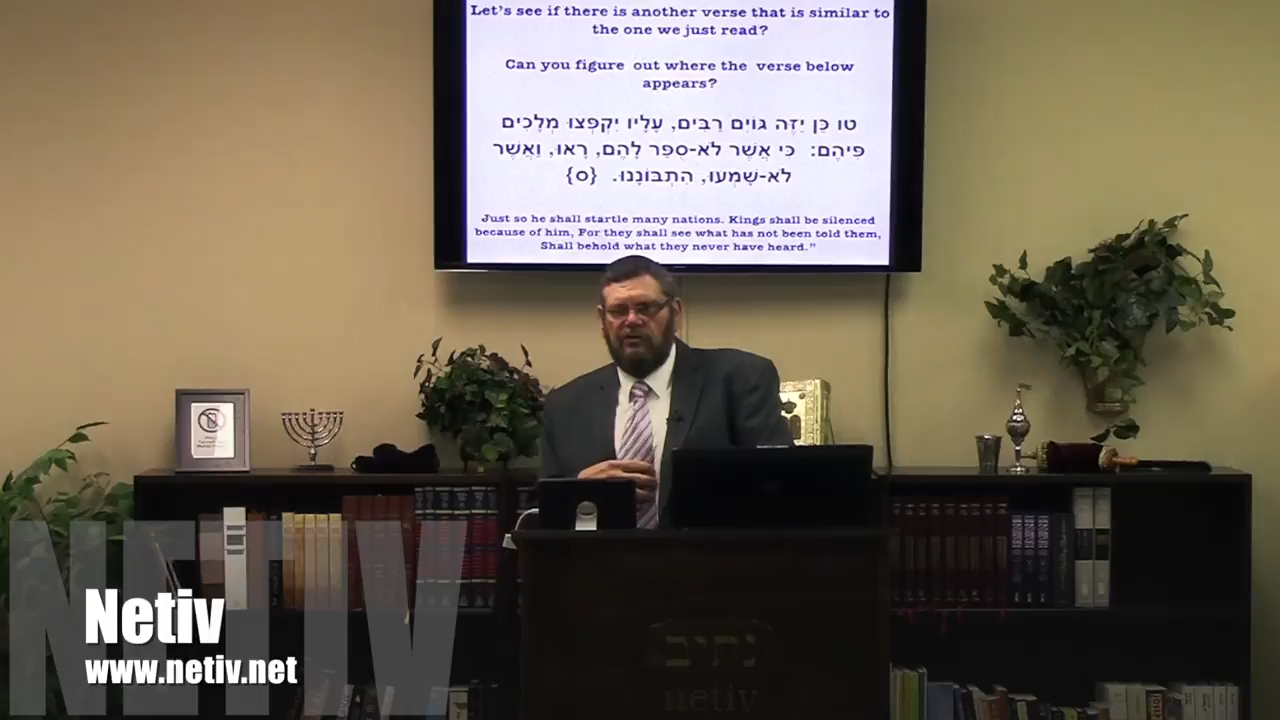 Let's see if there is another verse that is similar to
the one we just read?
Can you figure out where the verse below
appears?
טו כֵּן יַזֶּה גּוֹיִם רַבִּים, עָלָיו יִקְפְּצוּ מְלָכִים
פִּיהֶם: כִּי אֲשֶׁר לֹא-סֻפַּר לָהֶם, רָאוּ, וַאֲשֶׁר
לֹא-שָׁמְעוּ, הִתְבּוֹנָנוּ. {ס}
Just so he shall startle many nations. Kings shall be silenced
because of him, For they shall see what has not been told them,
Shall behold what they never have heard."
NETIV
Netiv
www.netiv.net
נתיב
netiv